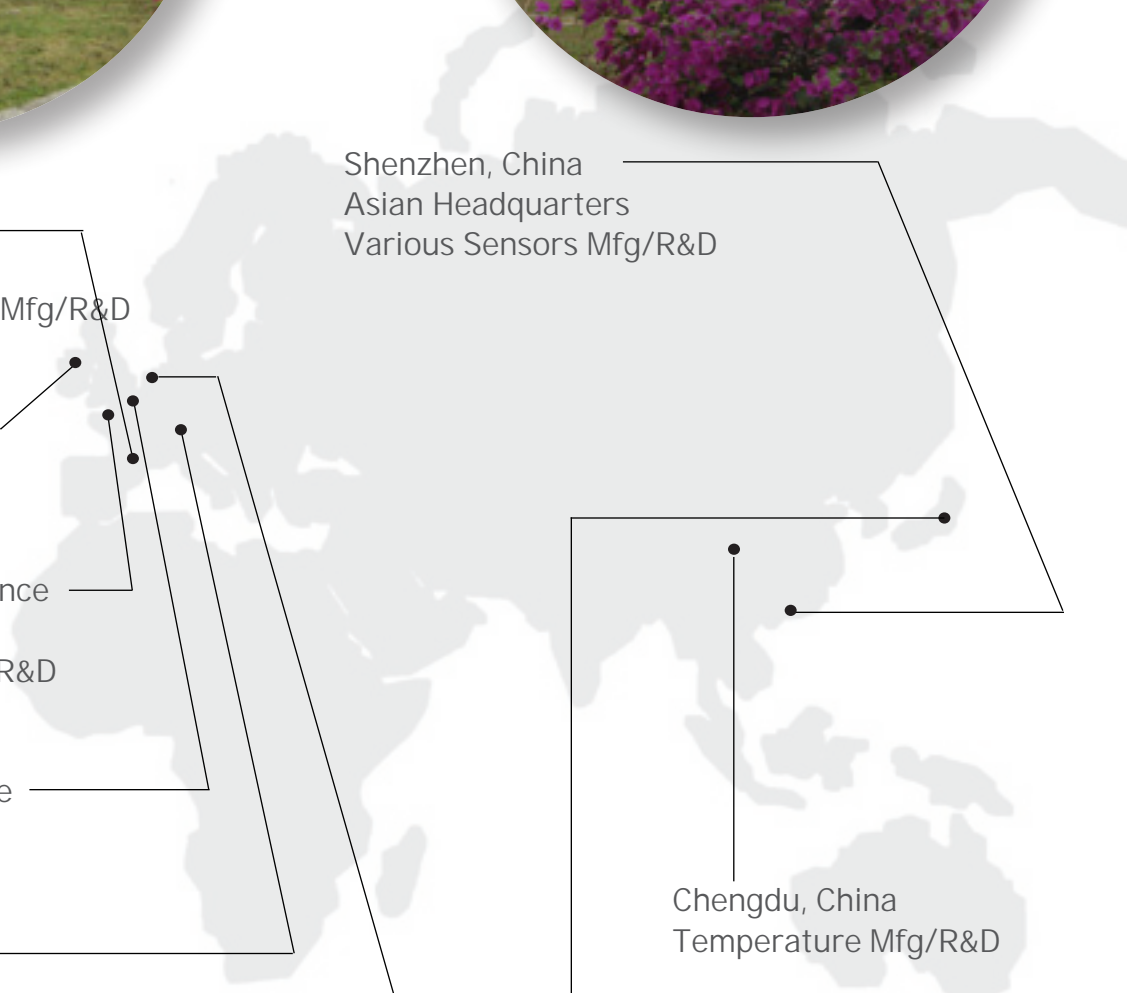 Shenzhen, China
Asian Headquarters
Various Sensors Mfg/R&D
Mfg/R&D
nce
R&D
e
Chengdu, China
Temperature Mfg/R&D